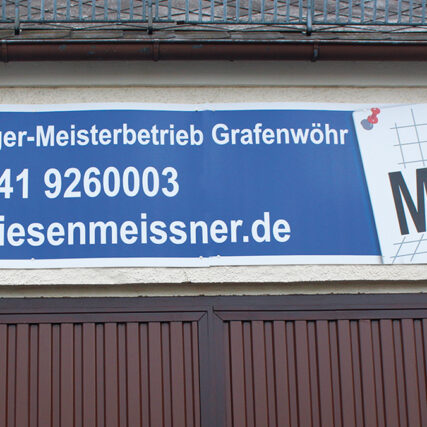 ger-Meisterbetrieb Grafenwöhr
41 9260003
iesenmeissner.de
M